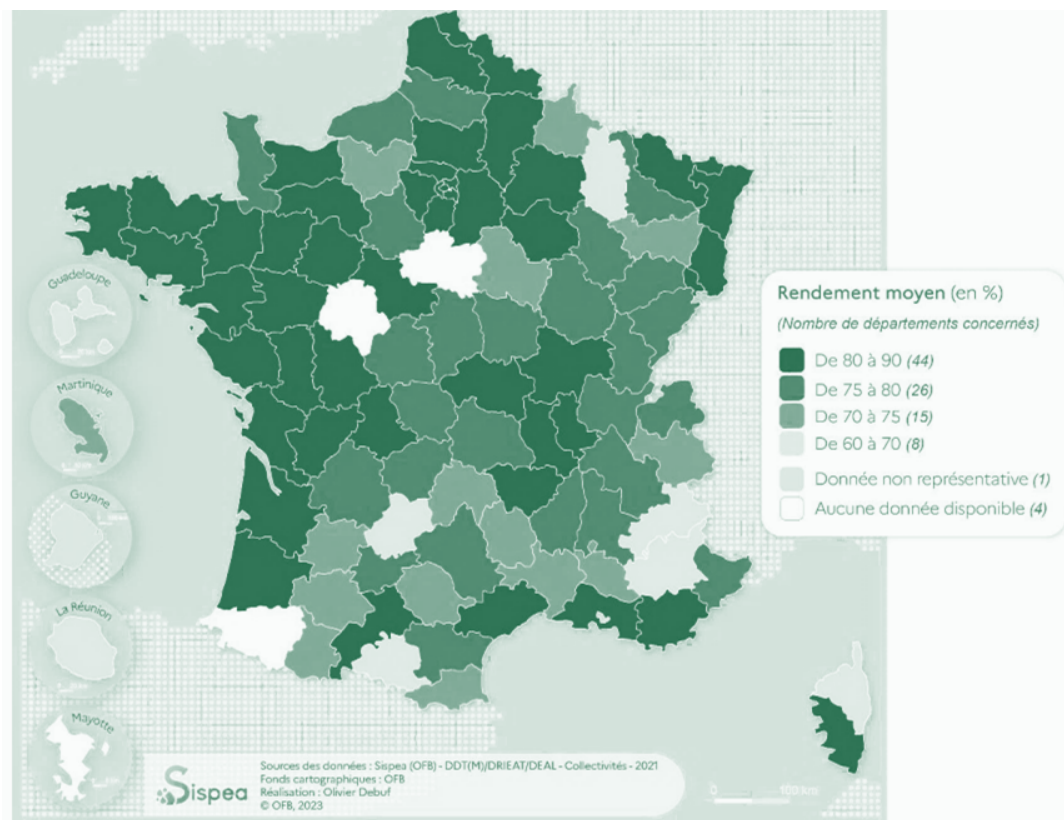 Guadeloupe
Martinique
Guyane
La Réunion
Mayotte
Rendement moyen (en %)
(Nombre de départements concernés)
De 80 à 90 (44)
De 75 à 80 (26)
De 70 à 75 (15)
De 60 à 70 (8)
Donnée non représentative (1)
Aucune donnée disponible (4)
Sispea
Sources des données : Sispea (OFB) - DDT(M)/DRIEAT/DEAL - Collectivités - 2021
Fonds cartographiques : OFB
Réalisation : Olivier Debuf
© OFB, 2023
0 100 km